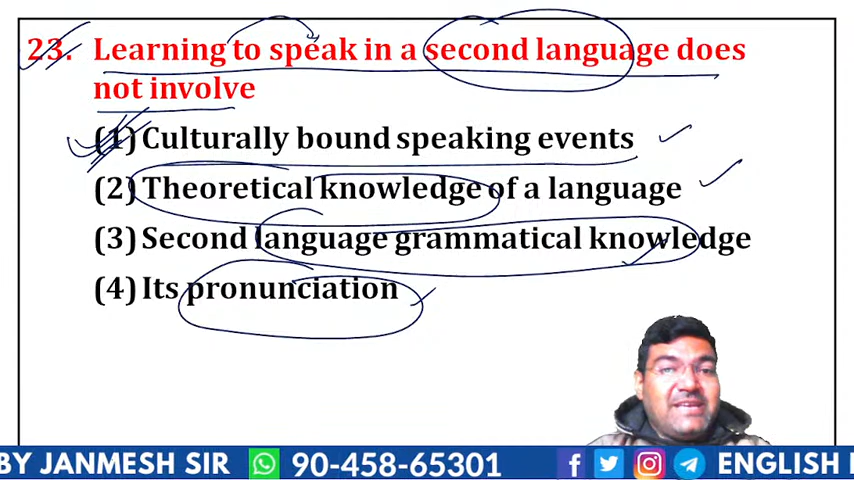 23. Learning to speak in a second language does
not involve
(1) Culturally bound speaking events
(2) Theoretical knowledge of a language
(3) Second language grammatical knowledge
(4) Its pronunciation
BY JANMESH SIR 90-458-65301 ENGLISH